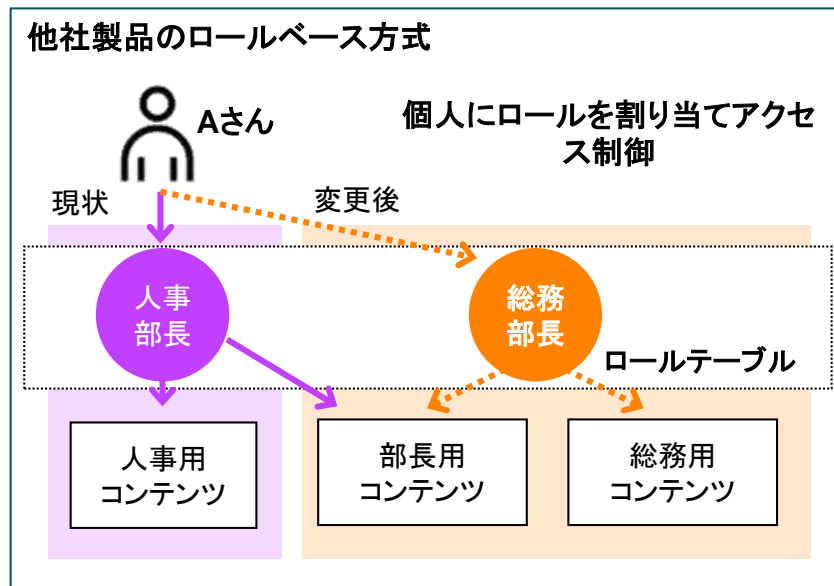 他社製品のロールベース方式
Aさん
個人にロールを割り当てアクセ
ス制御
現状
変更後
人事
部長
総務
部長
ロールテーブル
人事用
コンテンツ
部長用
コンテンツ
総務用
コンテンツ